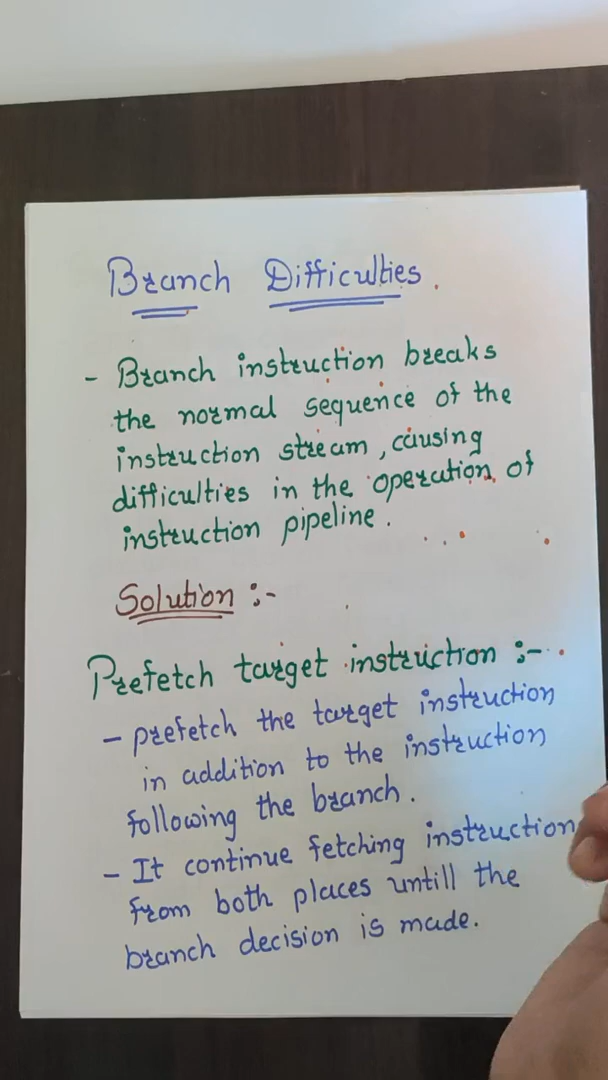 Branch Difficulties.
- Branch instruction breaks
the normal sequence of the
instruction stream, causing
difficulties in the operation of
instruction pipeline.
Solution :-
Prefetch target instruction :-
- prefetch the target instruction
in addition to the instruction
following the branch.
- It continue fetching instruction
from both places untill the
branch decision is made.